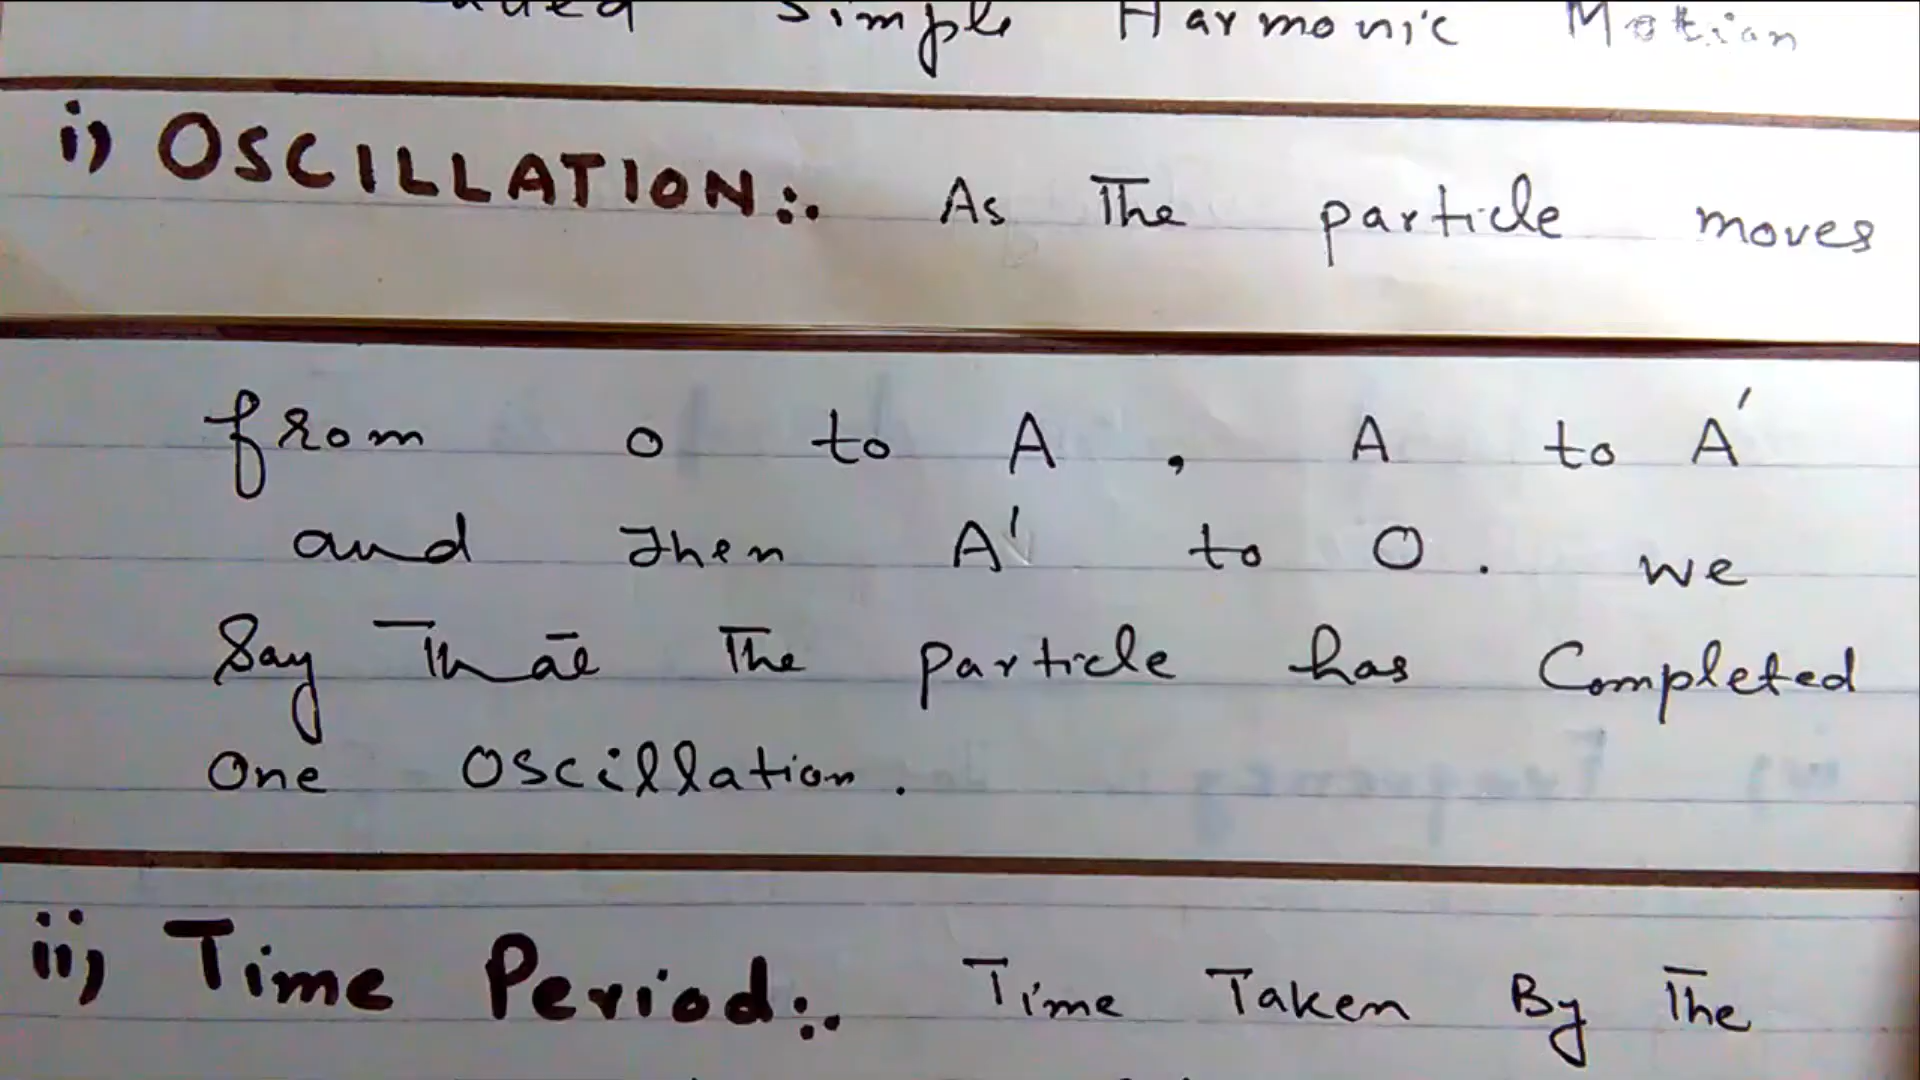 Simple Harmonic Motion
i) OSCILLATION:. As The particle moves
from o to A , A to A'
and then A' to O . we
Say That The particle has Completed
one oscillation .
ii) Time Period:. Time Taken By The